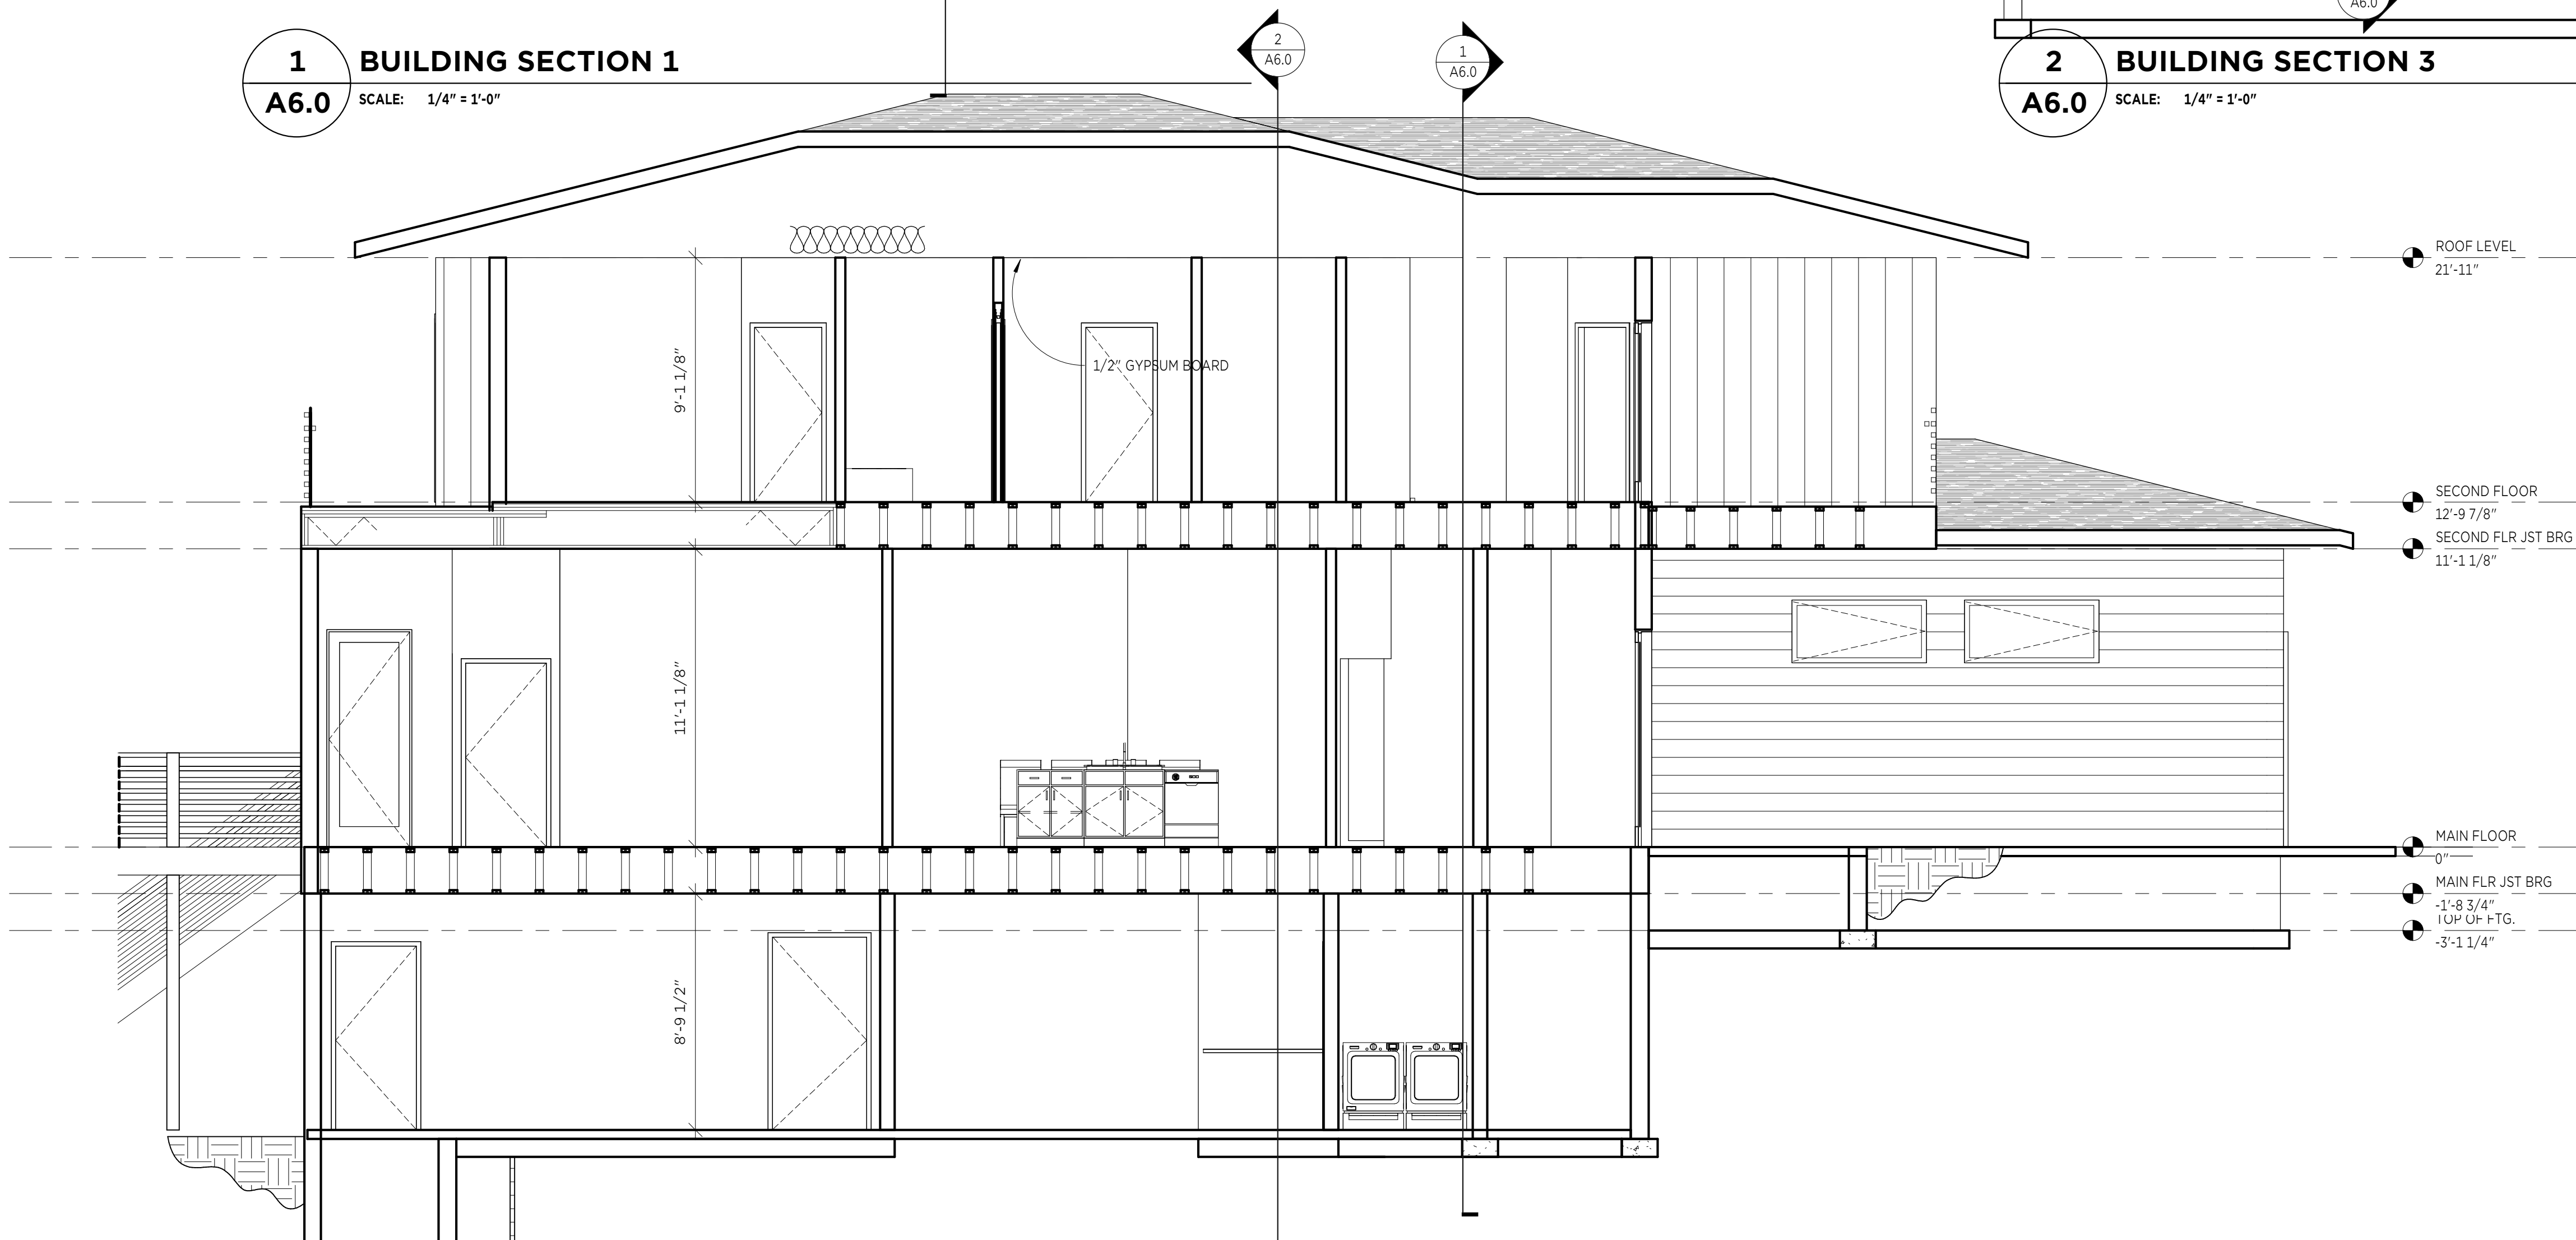 A6.0
1
A6.0
BUILDING SECTION 1
SCALE: 1/4" = 1'-0"
2
A6.0
1
A6.0
2
A6.0
BUILDING SECTION 3
SCALE: 1/4" = 1'-0"
ROOF LEVEL
21'-11"
9'-1 1/8"
1/2" GYPSUM BOARD
SECOND FLOOR
12'-9 7/8"
SECOND FLR JST BRG
11'-1 1/8"
11'-1 1/8"
MAIN FLOOR
0"
MAIN FLR JST BRG
-1'-8 3/4"
TOP OF FTG.
-3'-1 1/4"
8'-9 1/2"